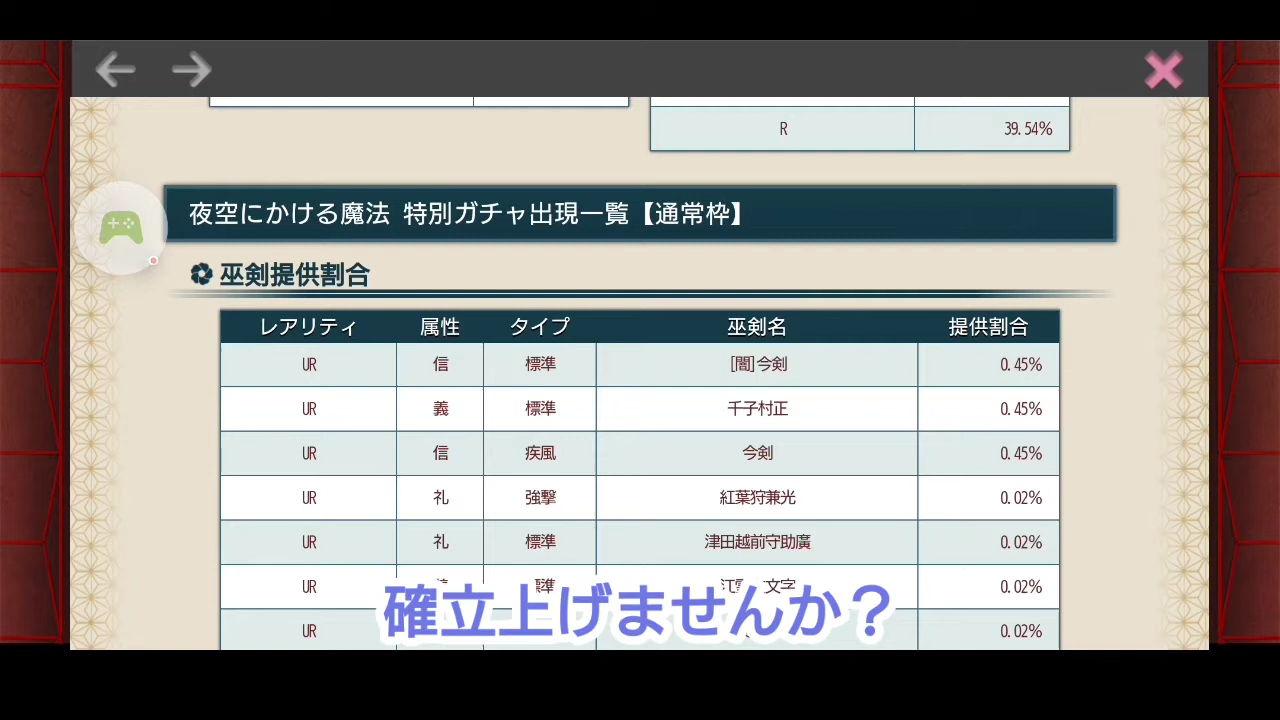 R 39.54%
夜空にかける魔法 特別ガチャ出現一覧【通常枠】
巫剣提供割合
レアリティ 属性 タイプ 巫剣名 提供割合
UR 信 標準 [闇]今剣 0.45%
UR 義 標準 千子村正 0.45%
UR 信 疾風 今剣 0.45%
UR 礼 強撃 紅葉狩兼光 0.02%
UR 礼 標準 津田越前守助廣 0.02%
UR 標準 文字 0.02%
UR 0.02%
確立上げませんか？